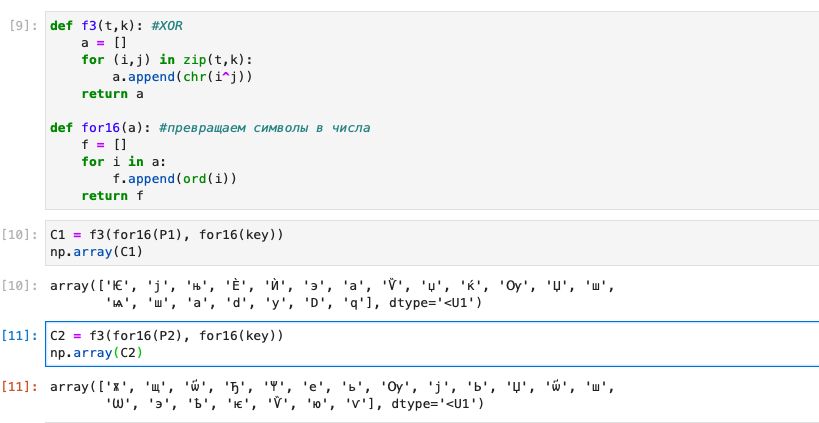 [9]: def f3(t,k): #XOR
a = []
for (i,j) in zip(t,k):
a.append(chr(i^j))
return a
def for16(a): #превращаем символы в числа
f = []
for i in a:
f.append(ord(i))
return f
[10]: C1 = f3(for16(P1), for16(key))
np.array(C1)
[10]: array(['Ѥ', 'ј', 'њ', 'Ѐ', 'Ѝ', 'э', 'а', 'Ѷ', 'џ', 'ќ', 'Ѹ', 'Џ', 'ш',
'ѩ', 'ш', 'а', 'd', 'y', 'D', 'q'], dtype='<U1')
[11]: C2 = f3(for16(P2), for16(key))
np.array(C2)
[11]: array(['Ѫ', 'щ', 'ѽ', 'Ђ', 'Ѱ', 'е', 'ь', 'Ѹ', 'ј', 'Ь', 'Џ', 'ѽ', 'ш',
'Ѡ', 'э', 'Ѣ', 'ѥ', 'Ѷ', 'ю', 'ѵ'], dtype='<U1')